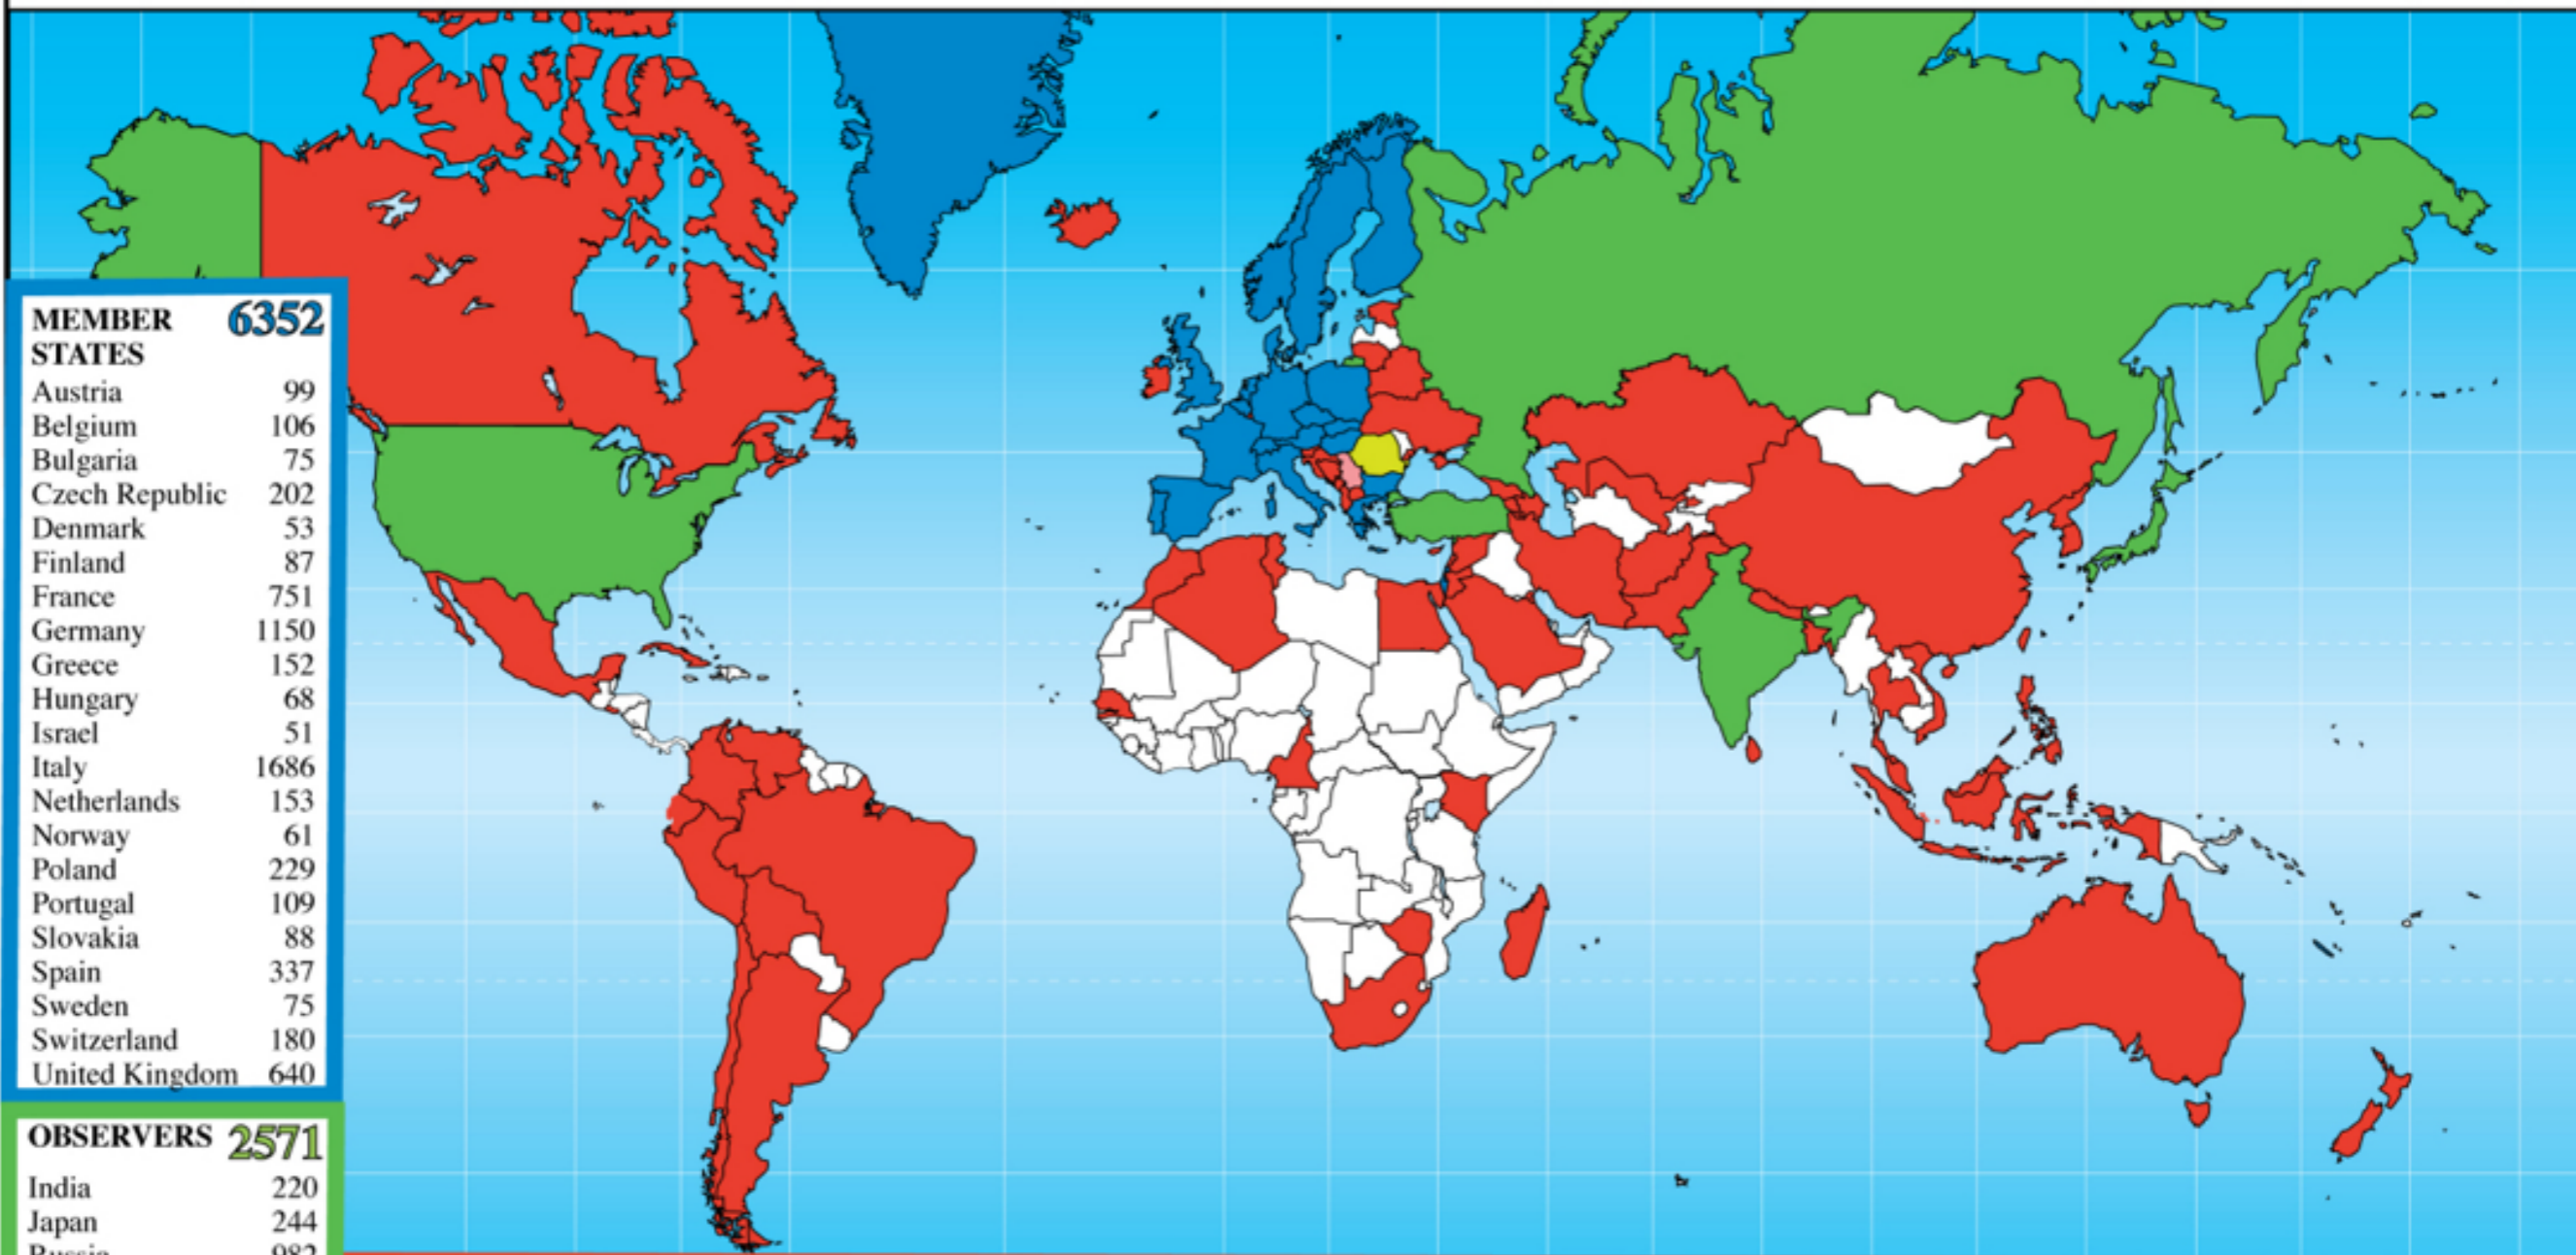 MEMBER STATES 6352
Austria 99
Belgium 106
Bulgaria 75
Czech Republic 202
Denmark 53
Finland 87
France 751
Germany 1150
Greece 152
Hungary 68
Israel 51
Italy 1686
Netherlands 153
Norway 61
Poland 229
Portugal 109
Slovakia 88
Spain 337
Sweden 75
Switzerland 180
United Kingdom 640
OBSERVERS 2571
India 220
Japan 244
Russia 982